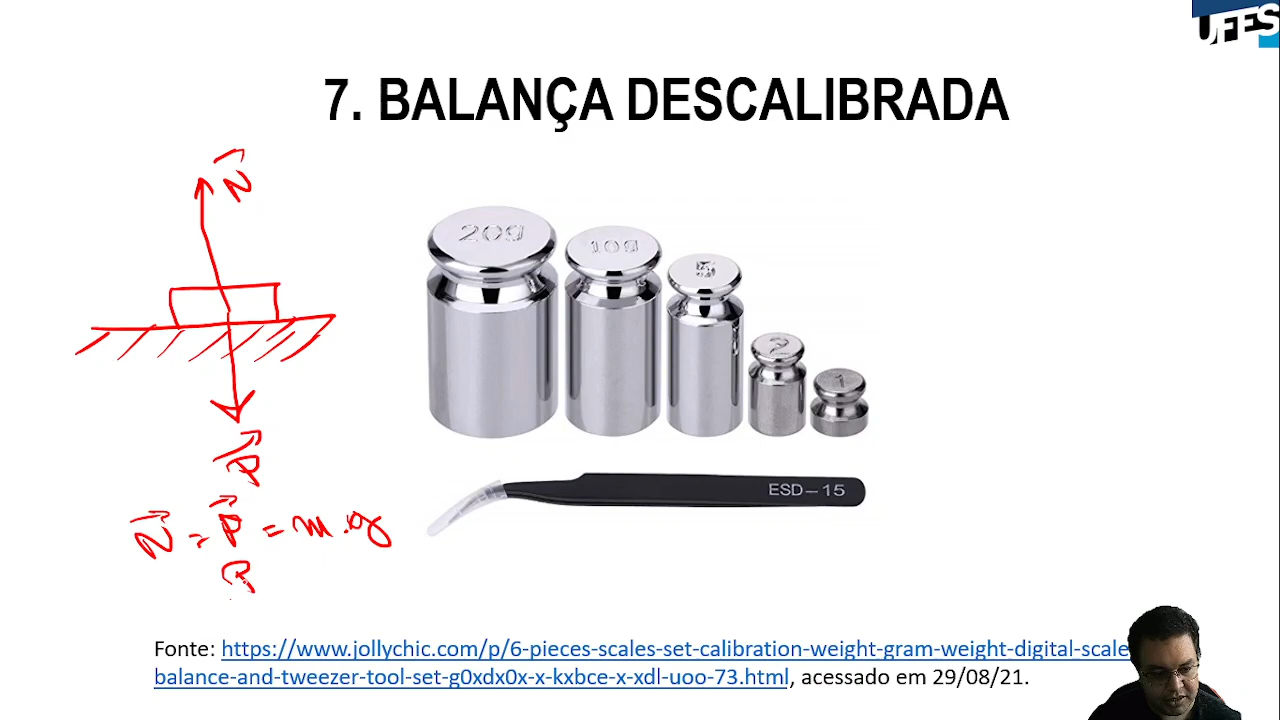 UFES
7. BALANÇA DESCALIBRADA
N
20g
10g
2
1
P
ESD-15
N = P = m.g
P
Fonte: https://www.jollychic.com/p/6-pieces-scales-set-calibration-weight-gram-weight-digital-scale
balance-and-tweezer-tool-set-g0xdx0x-x-kxbce-x-xdl-uoo-73.html, acessado em 29/08/21.